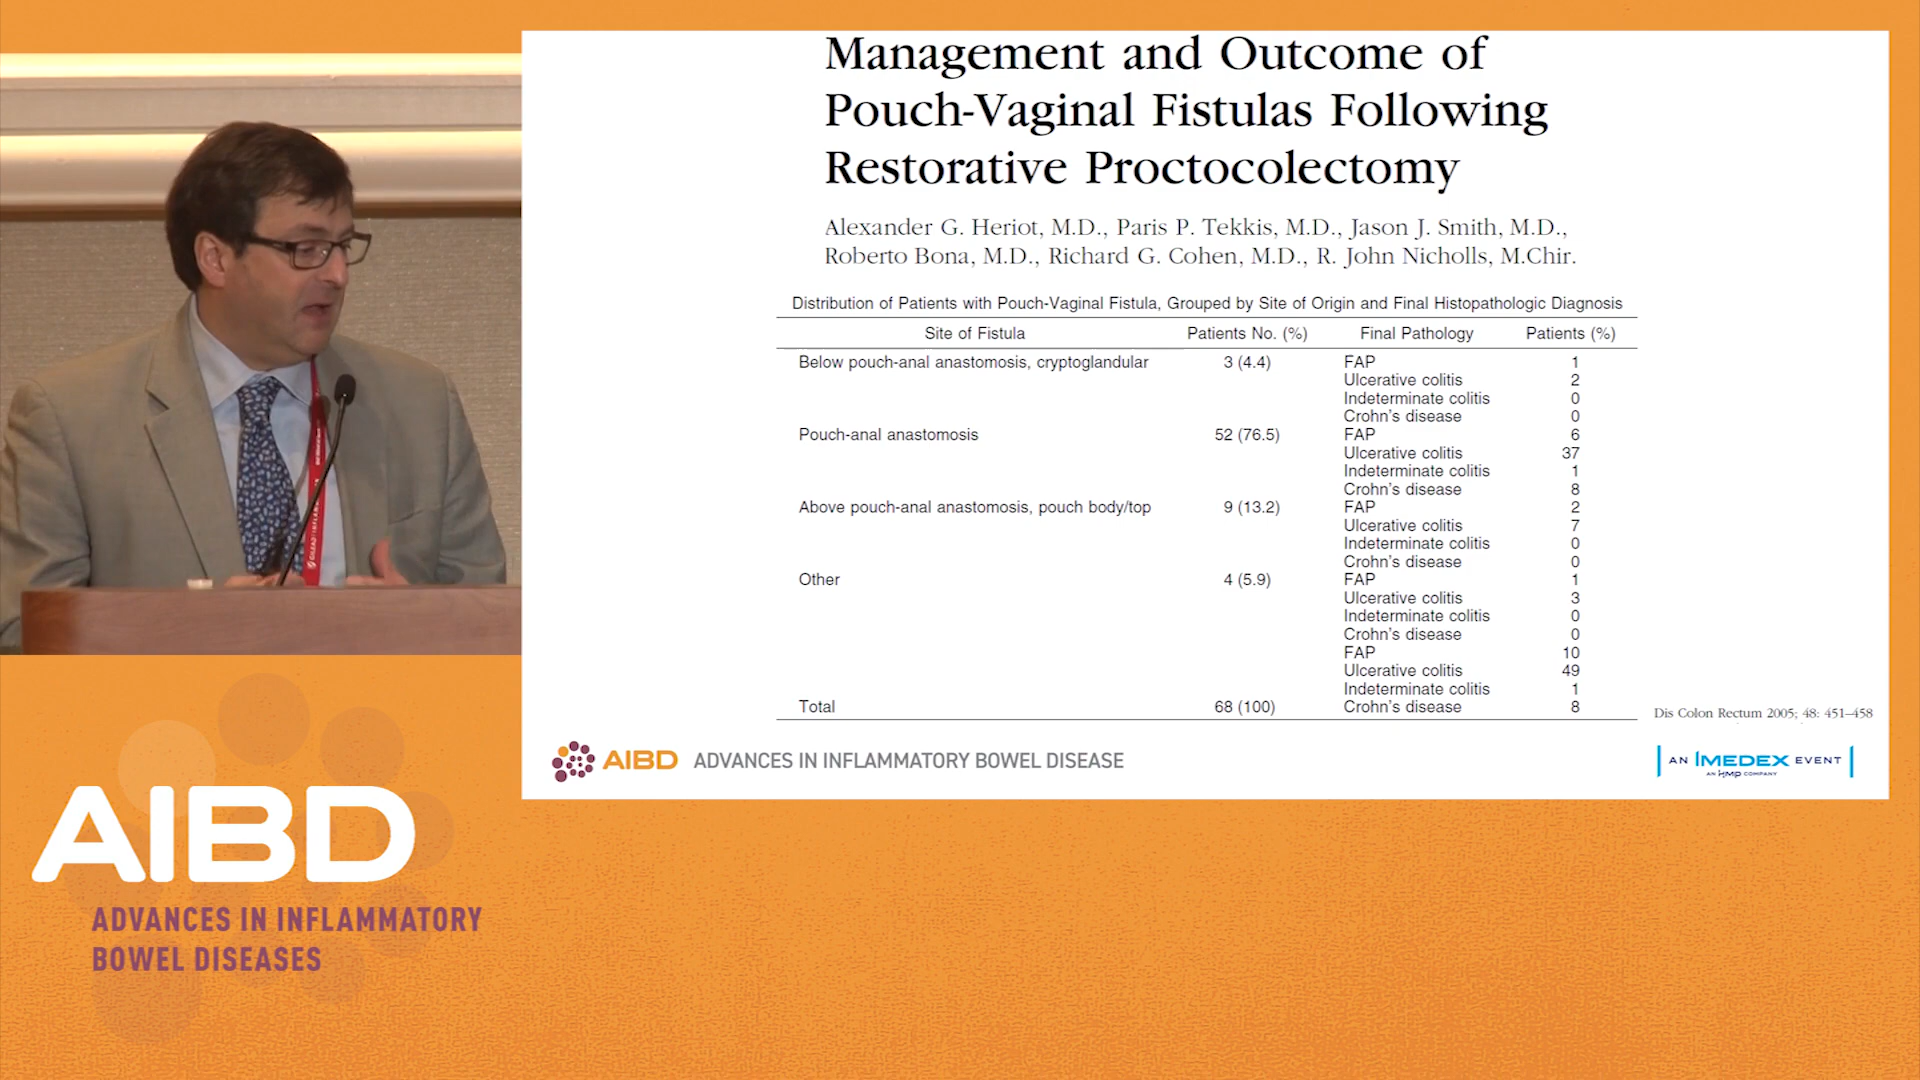 Management and Outcome of
Pouch-Vaginal Fistulas Following
Restorative Proctocolectomy
Alexander G. Heriot, M.D., Paris P. Tekkis, M.D., Jason J. Smith, M.D.,
Roberto Bona, M.D., Richard G. Cohen, M.D., R. John Nicholls, M.Chir.
Distribution of Patients with Pouch-Vaginal Fistula, Grouped by Site of Origin and Final Histopathologic Diagnosis
Site of Fistula Patients No. (%) Final Pathology Patients (%)
Below pouch-anal anastomosis, cryptoglandular 3 (4.4) FAP 1
Ulcerative colitis 2
Indeterminate colitis 0
Crohn's disease 0
Pouch-anal anastomosis 52 (76.5) FAP 6
Ulcerative colitis 37
Indeterminate colitis 1
Crohn's disease 8
Above pouch-anal anastomosis, pouch body/top 9 (13.2) FAP 2
Ulcerative colitis 7
Indeterminate colitis 0
Crohn's disease 0
Other 4 (5.9) FAP 1
Ulcerative colitis 3
Indeterminate colitis 0
Crohn's disease 0
FAP 10
Ulcerative colitis 49
Indeterminate colitis 1
Total 68 (100) Crohn's disease 8
Dis Colon Rectum 2005; 48: 451–458
AIBD ADVANCES IN INFLAMMATORY BOWEL DISEASE
AN IMEDEX EVENT
AN HMP COMPANY
AIBD
ADVANCES IN INFLAMMATORY
BOWEL DISEASES